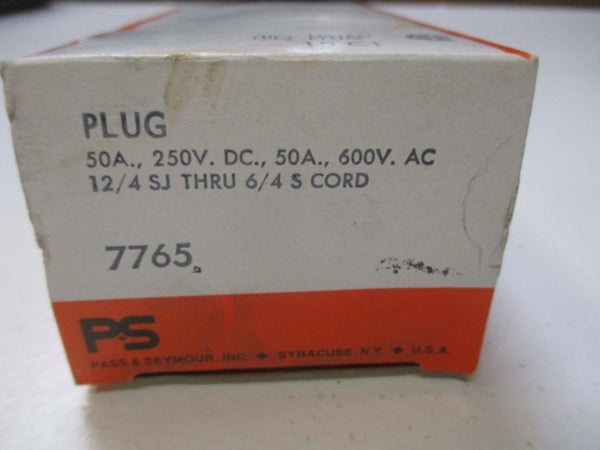 PLUG
50A., 250V. DC., 50A., 600V. AC
12/4 SJ THRU 6/4 S CORD
7765
P&S
PASS & SEYMOUR, INC. ◆ SYRACUSE, N.Y. ◆ U.S.A.